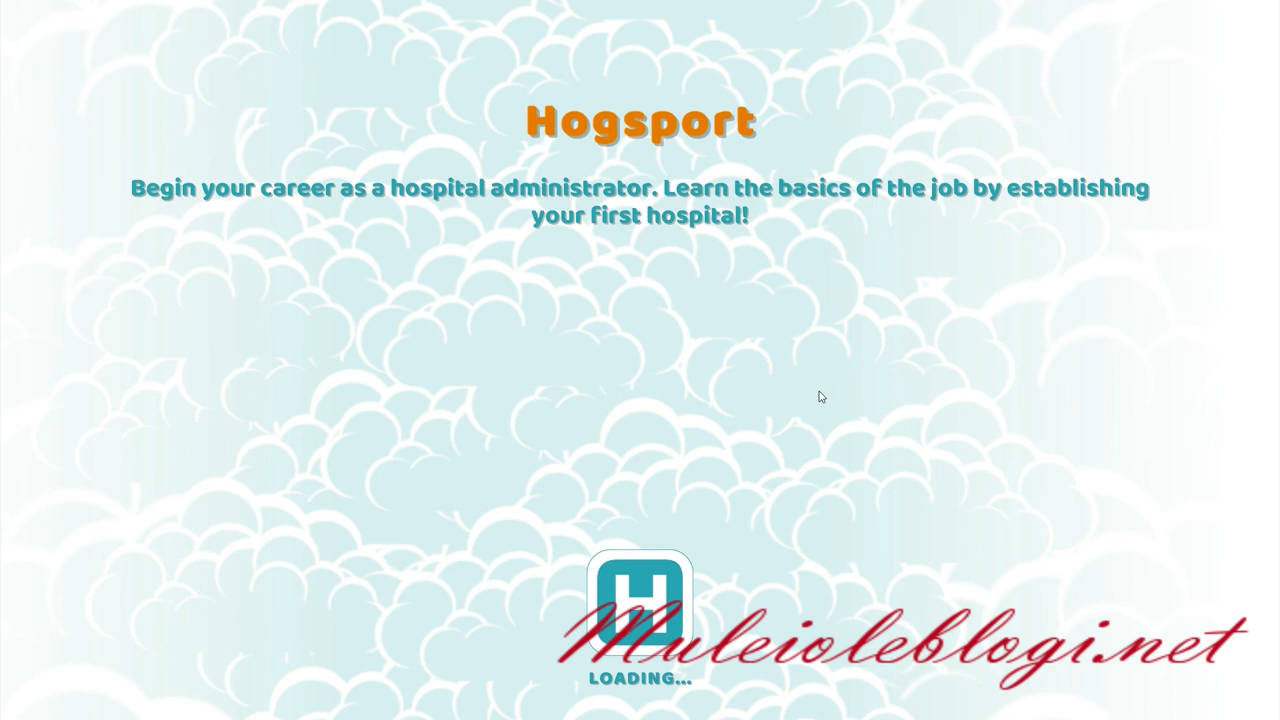 Hogsport
Begin your career as a hospital administrator. Learn the basics of the job by establishing
your first hospital!
H
Muleioleblogi.net
LOADING...